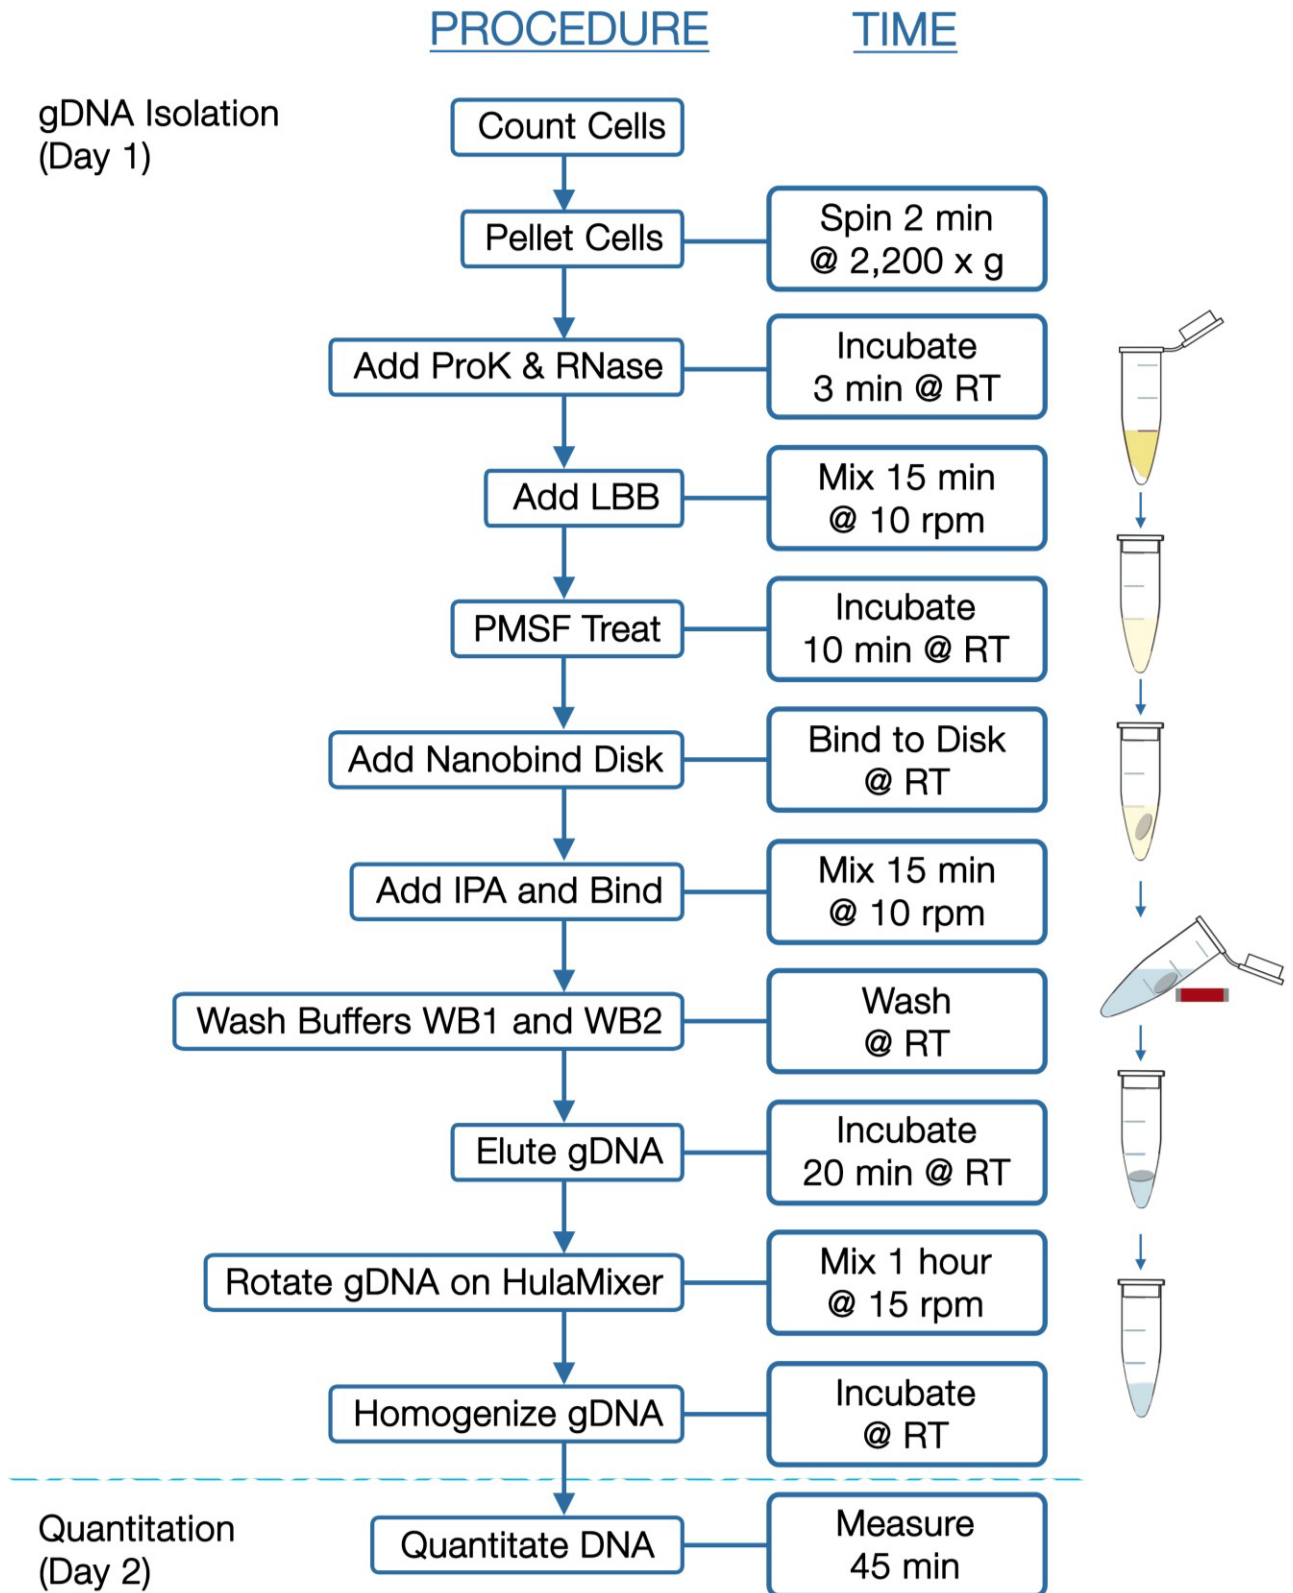 PROCEDURE
TIME
gDNA Isolation
(Day 1)
Count Cells
Pellet Cells
Spin 2 min
@ 2,200 x g
Add ProK & RNase
Incubate
3 min @ RT
Add LBB
Mix 15 min
@ 10 rpm
PMSF Treat
Incubate
10 min @ RT
Add Nanobind Disk
Bind to Disk
@ RT
Add IPA and Bind
Mix 15 min
@ 10 rpm
Wash Buffers WB1 and WB2
Wash
@ RT
Elute gDNA
Incubate
20 min @ RT
Rotate gDNA on HulaMixer
Mix 1 hour
@ 15 rpm
Homogenize gDNA
Incubate
@ RT
Quantitation
(Day 2)
Quantitate DNA
Measure
45 min